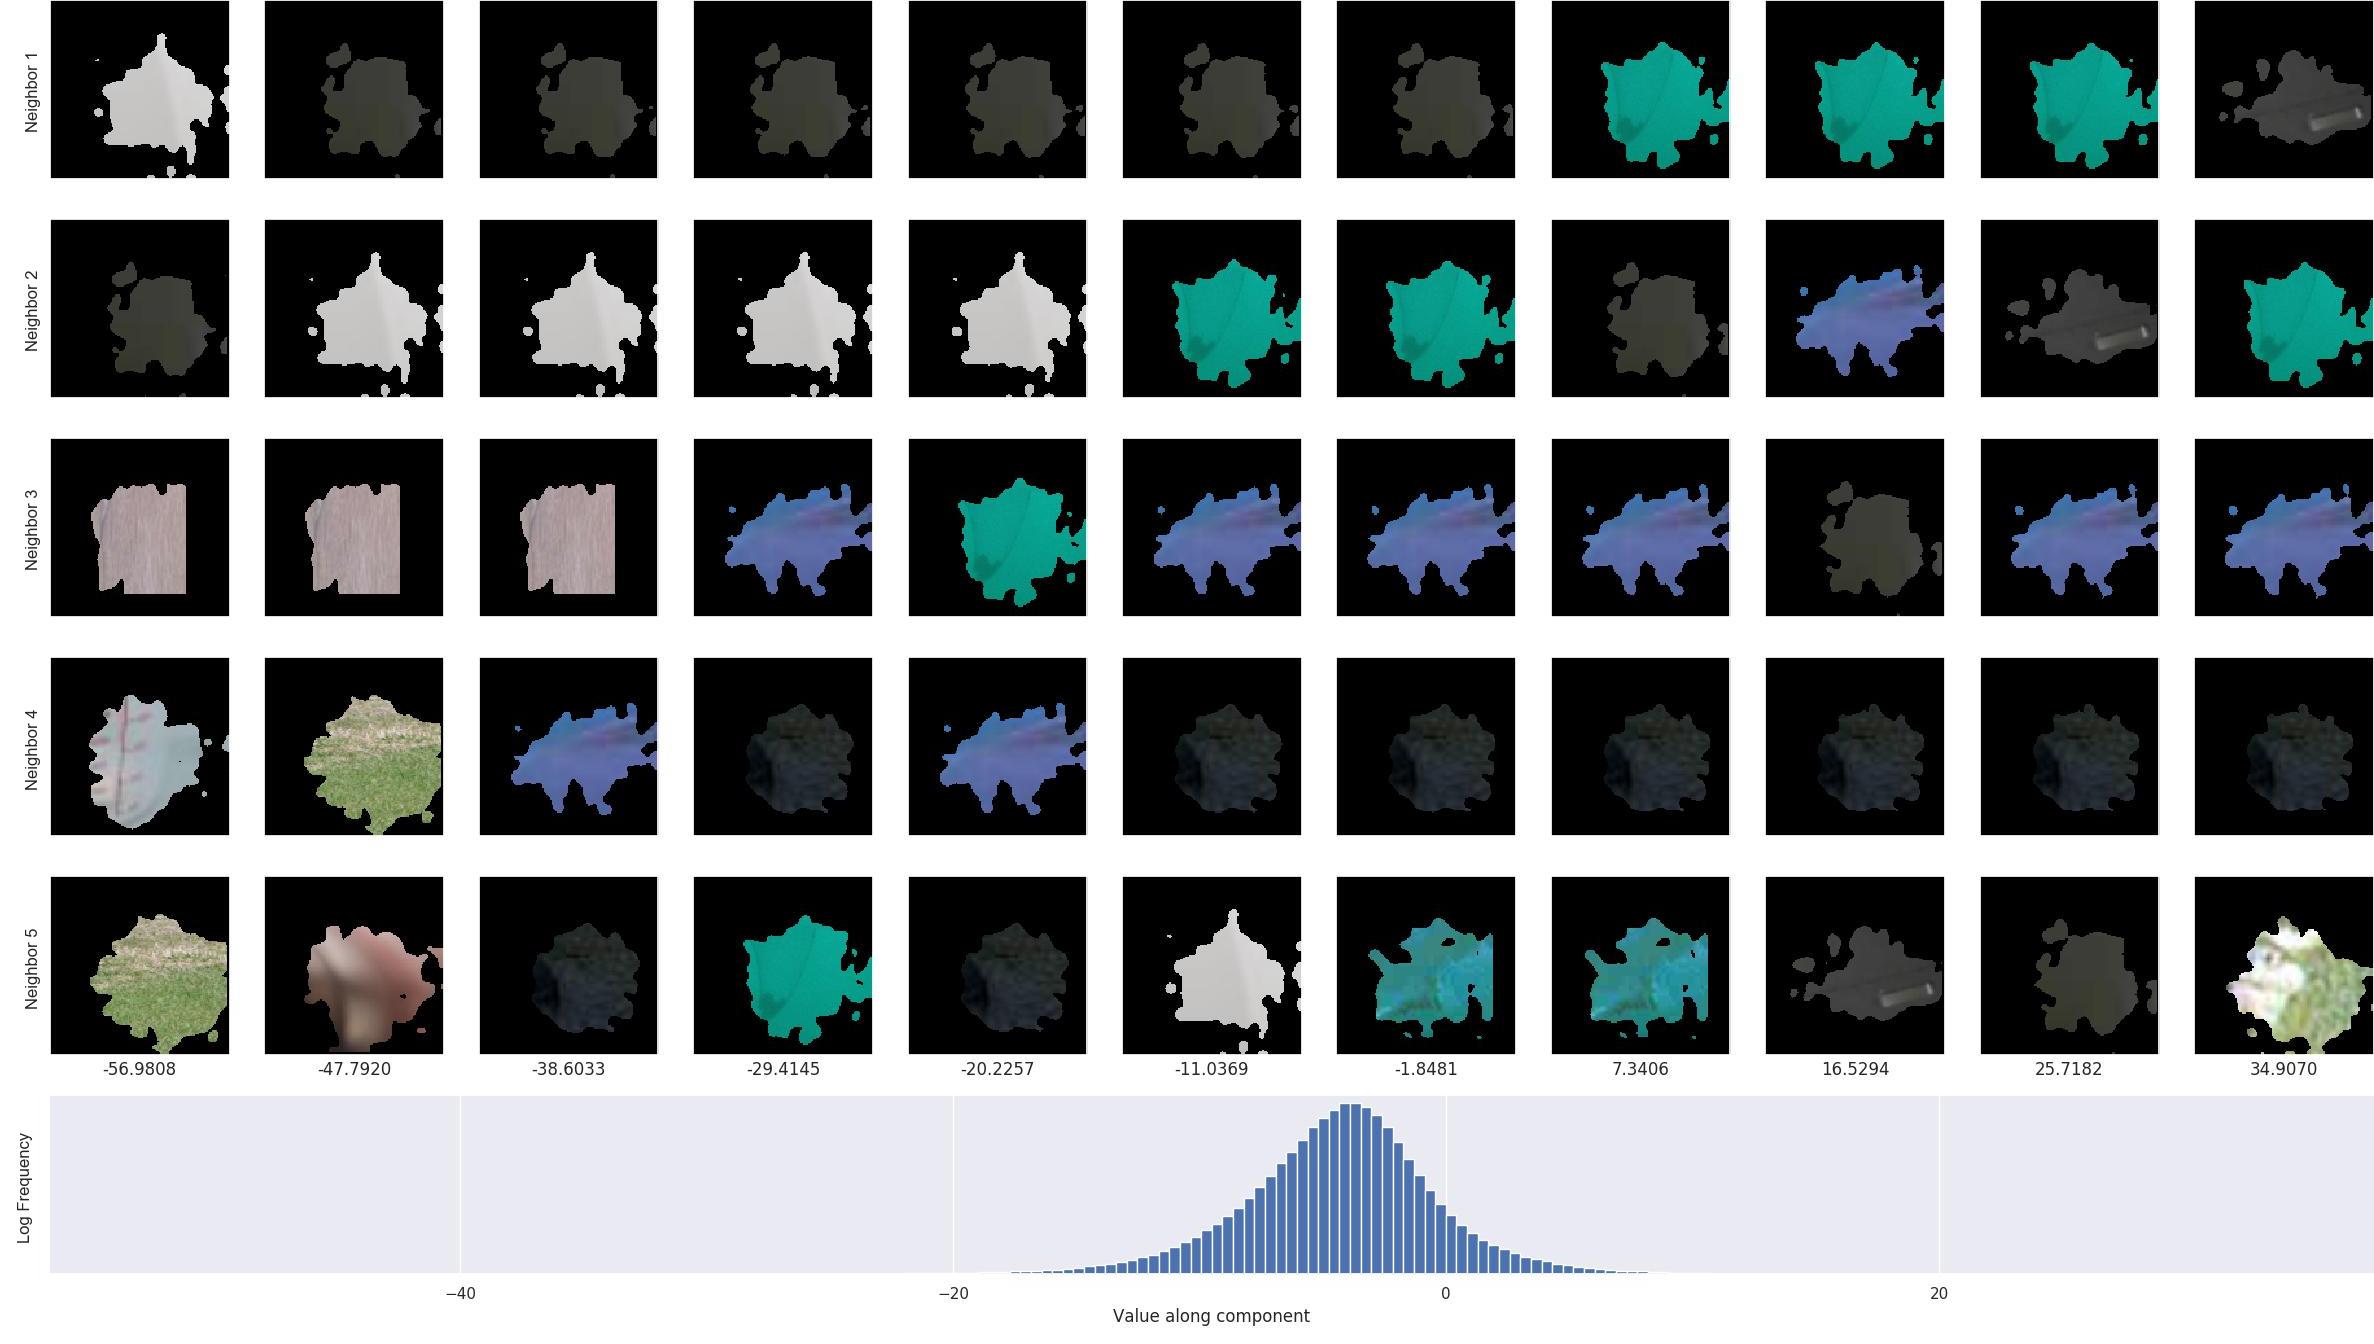 Neighbor 1
Neighbor 2
Neighbor 3
Neighbor 4
Neighbor 5
-56.9808 -47.7920 -38.6033 -29.4145 -20.2257 -11.0369 -1.8481 7.3406 16.5294 25.7182 34.9070
Log Frequency
−40 −20 0 20
Value along component